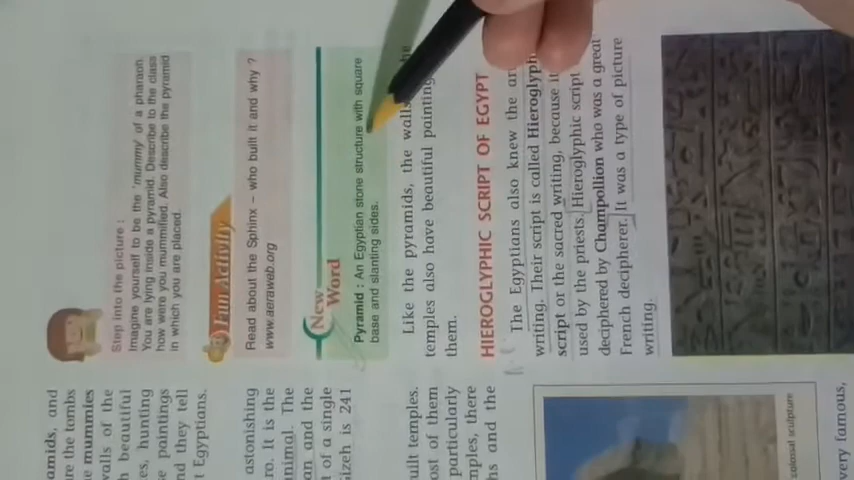 amids, and
re the tombs
e mummies
walls of the
h beautiful
es, hunting
e paintings
nd they tell
t Egyptians.
astonishing
ro. It is the
animal. The
an and the
t of a single
Gizeh is 241
uilt temples.
ost of them
particularly
mples, there
hs and the
colossal sculpture
very famous,
Step into the picture :
Imagine yourself to be the 'mummy' of a pharaoh.
You are lying inside a pyramid. Describe to the class
how were you mummified. Also describe the pyramid
in which you are placed.
Fun Activity
Read about the Sphinx – who built it and why ?
www.aeraweb.org
New
Word
Pyramid : An Egyptian stone structure with square
base and slanting sides.
Like the pyramids, the walls the
temples also have beautiful painting
them.
HIEROGLYPHIC SCRIPT OF EGYPT
The Egyptians also knew the ar
writing. Their script is called Hieroglyph
script or the sacred writing, because it
used by the priests. Hieroglyphic script
deciphered by Champollion who was a great
French decipherer. It was a type of picture
writing.